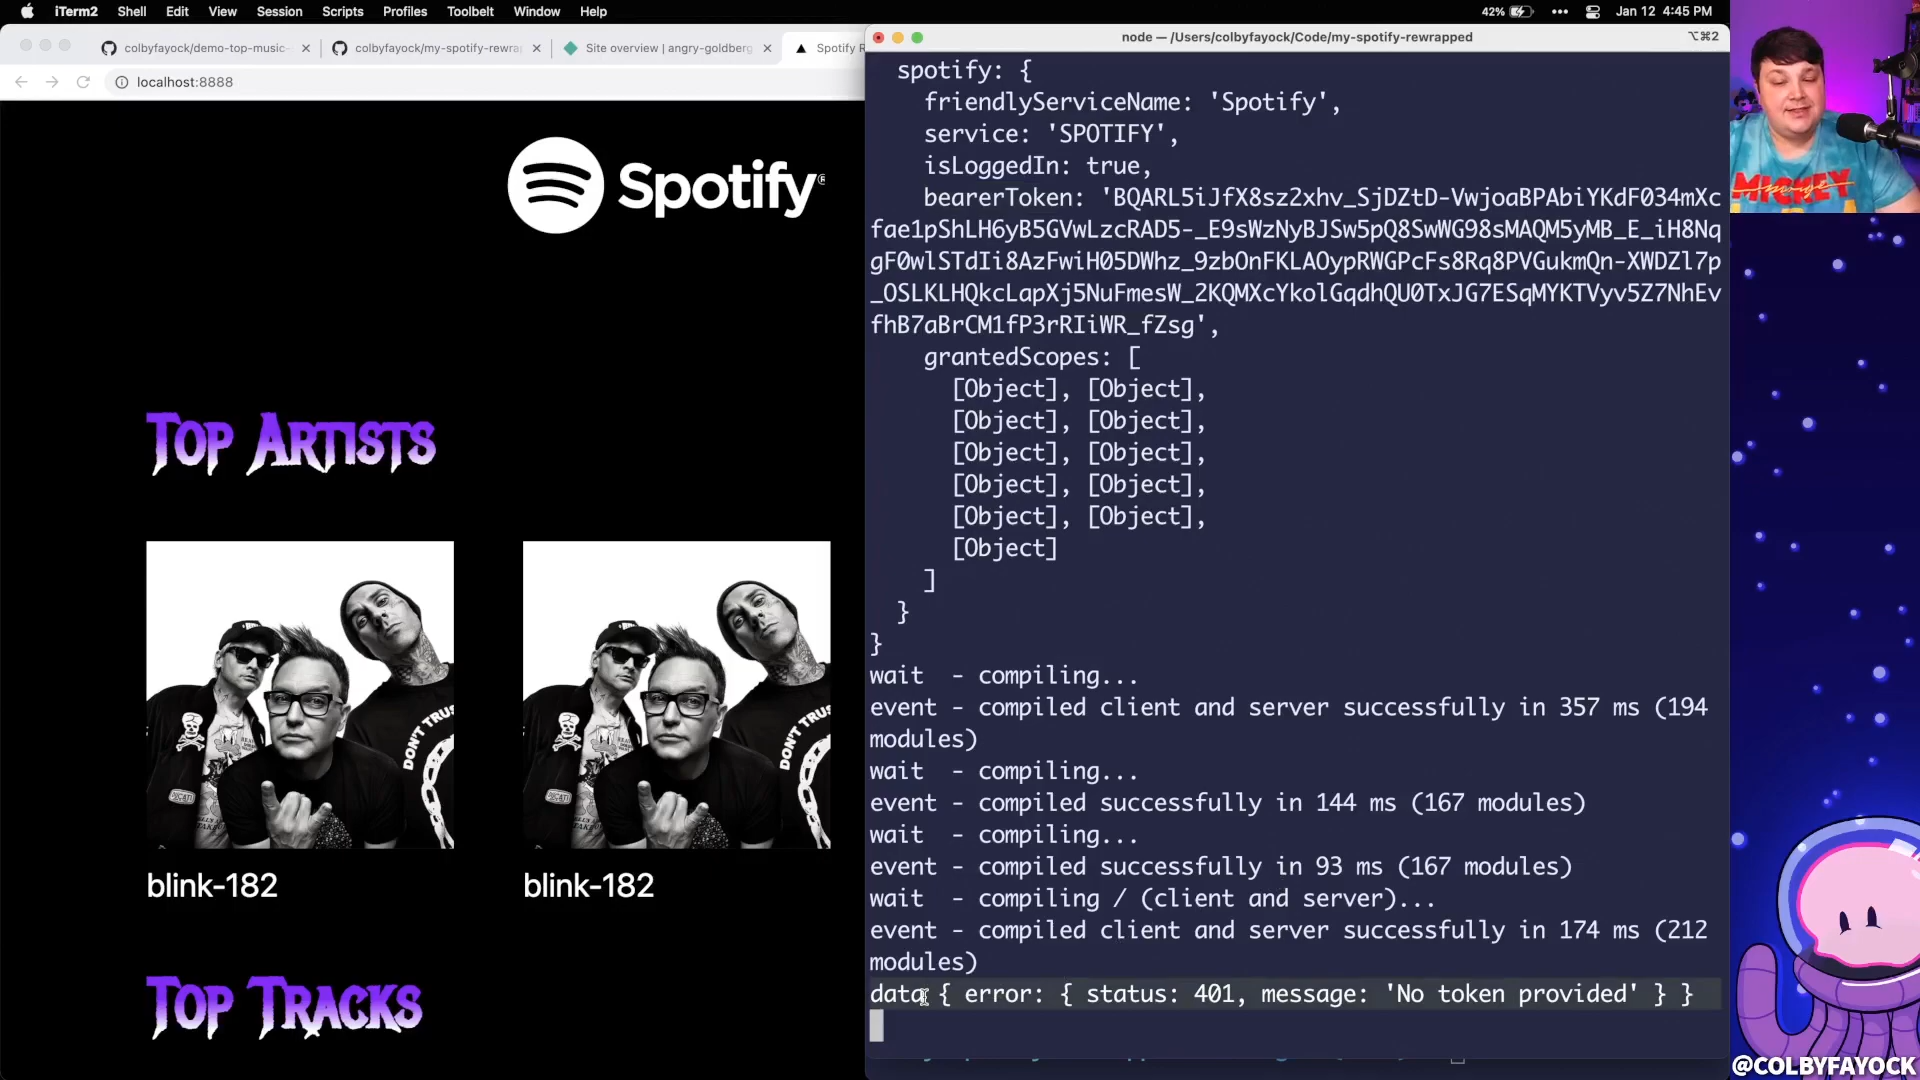 iTerm2 Shell Edit View Session Scripts Profiles Toolbelt Window Help 42% Jan 12 4:45 PM
colbyfayock/demo-top-music-
colbyfayock/my-spotify-rewrap
Site overview | angry-goldberg
Spotify R
node — /Users/colbyfayock/Code/my-spotify-rewrapped
⌥⌘2
localhost:8888
Spotify®
Top Artists
blink-182
blink-182
Top Tracks
spotify: {
friendlyServiceName: 'Spotify',
service: 'SPOTIFY',
isLoggedIn: true,
bearerToken: 'BQARL5iJfX8sz2xhv_SjDZtD-VwjoaBPAbiYKdF034mXc
fae1pShLH6yB5GVwLzcRAD5-_E9sWzNyBJSw5pQ8SwWG98sMAQM5yMB_E_iH8Nq
gF0wlSTdIi8AzFwiH05DWhz_9zbOnFKLAOypRWGPcFs8Rq8PVGukmQn-XWDZl7p
_OSLKLHQkcLapXj5NuFmesW_2KQMXcYkolGqdhQU0TxJG7ESqMYKTVyv5Z7NhEv
fhB7aBrCM1fP3rRIiWR_fZsg',
grantedScopes: [
[Object], [Object],
[Object], [Object],
[Object], [Object],
[Object], [Object],
[Object], [Object],
[Object]
]
}
}
wait - compiling...
event - compiled client and server successfully in 357 ms (194
modules)
wait - compiling...
event - compiled successfully in 144 ms (167 modules)
wait - compiling...
event - compiled successfully in 93 ms (167 modules)
wait - compiling / (client and server)...
event - compiled client and server successfully in 174 ms (212
modules)
data { error: { status: 401, message: 'No token provided' } }
MICKEY
@COLBYFAYOCK